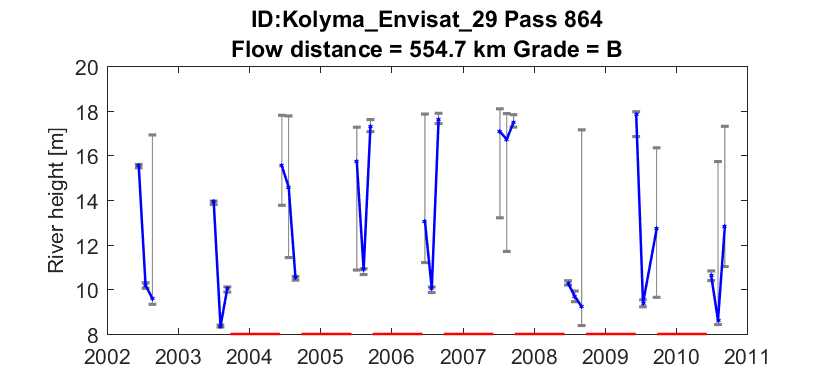 ID:Kolyma_Envisat_29 Pass 864
Flow distance = 554.7 km Grade = B
River height [m]
20
18
16
14
12
10
8
2002 2003 2004 2005 2006 2007 2008 2009 2010 2011